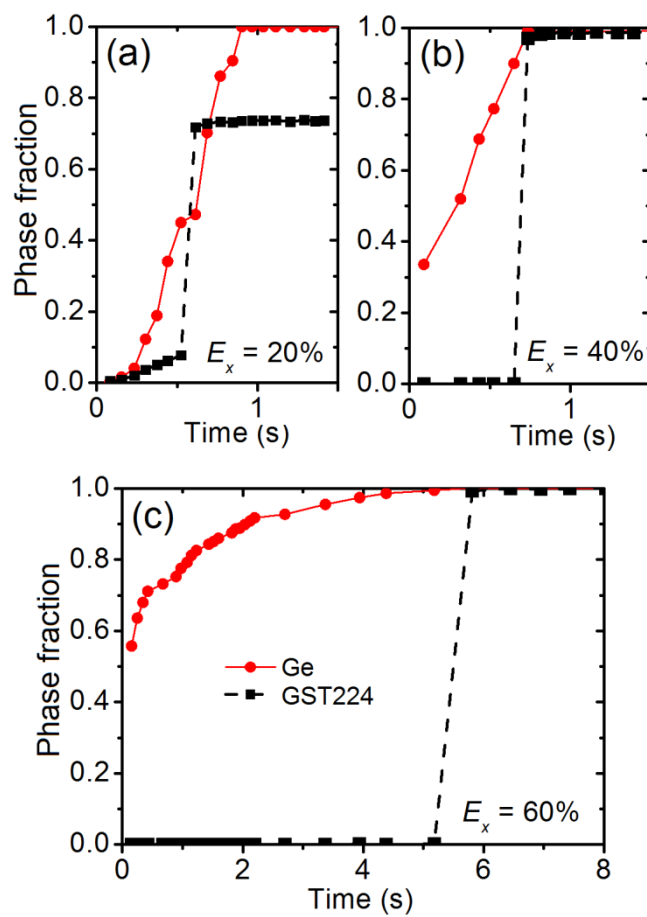 (a)
1.0
0.8
0.6
0.4
0.2
0.0
Phase fraction
E_x = 20%
0 1
Time (s)
(b)
1.0
0.8
0.6
0.4
0.2
0.0
E_x = 40%
0 1
Time (s)
(c)
1.0
0.8
0.6
0.4
0.2
0.0
Phase fraction
Ge
GST224
E_x = 60%
0 2 4 6 8
Time (s)